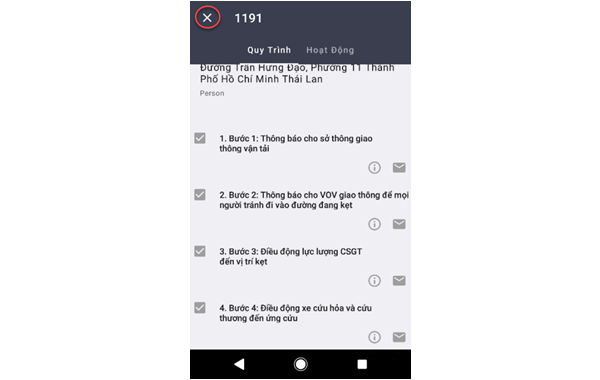 1191
Quy Trình Hoạt Động
Đường Trần Hưng Đạo, Phường 11 Thành
Phố Hồ Chí Minh Thái Lan
Person
1. Bước 1: Thông báo cho sở thông giao
thông vận tải
2. Bước 2: Thông báo cho VOV giao thông để mọi
người tránh đi vào đường đang kẹt
3. Bước 3: Điều động lực lượng CSGT
đến vị trí kẹt
4. Bước 4: Điều động xe cứu hỏa và cứu
thương đến ứng cứu